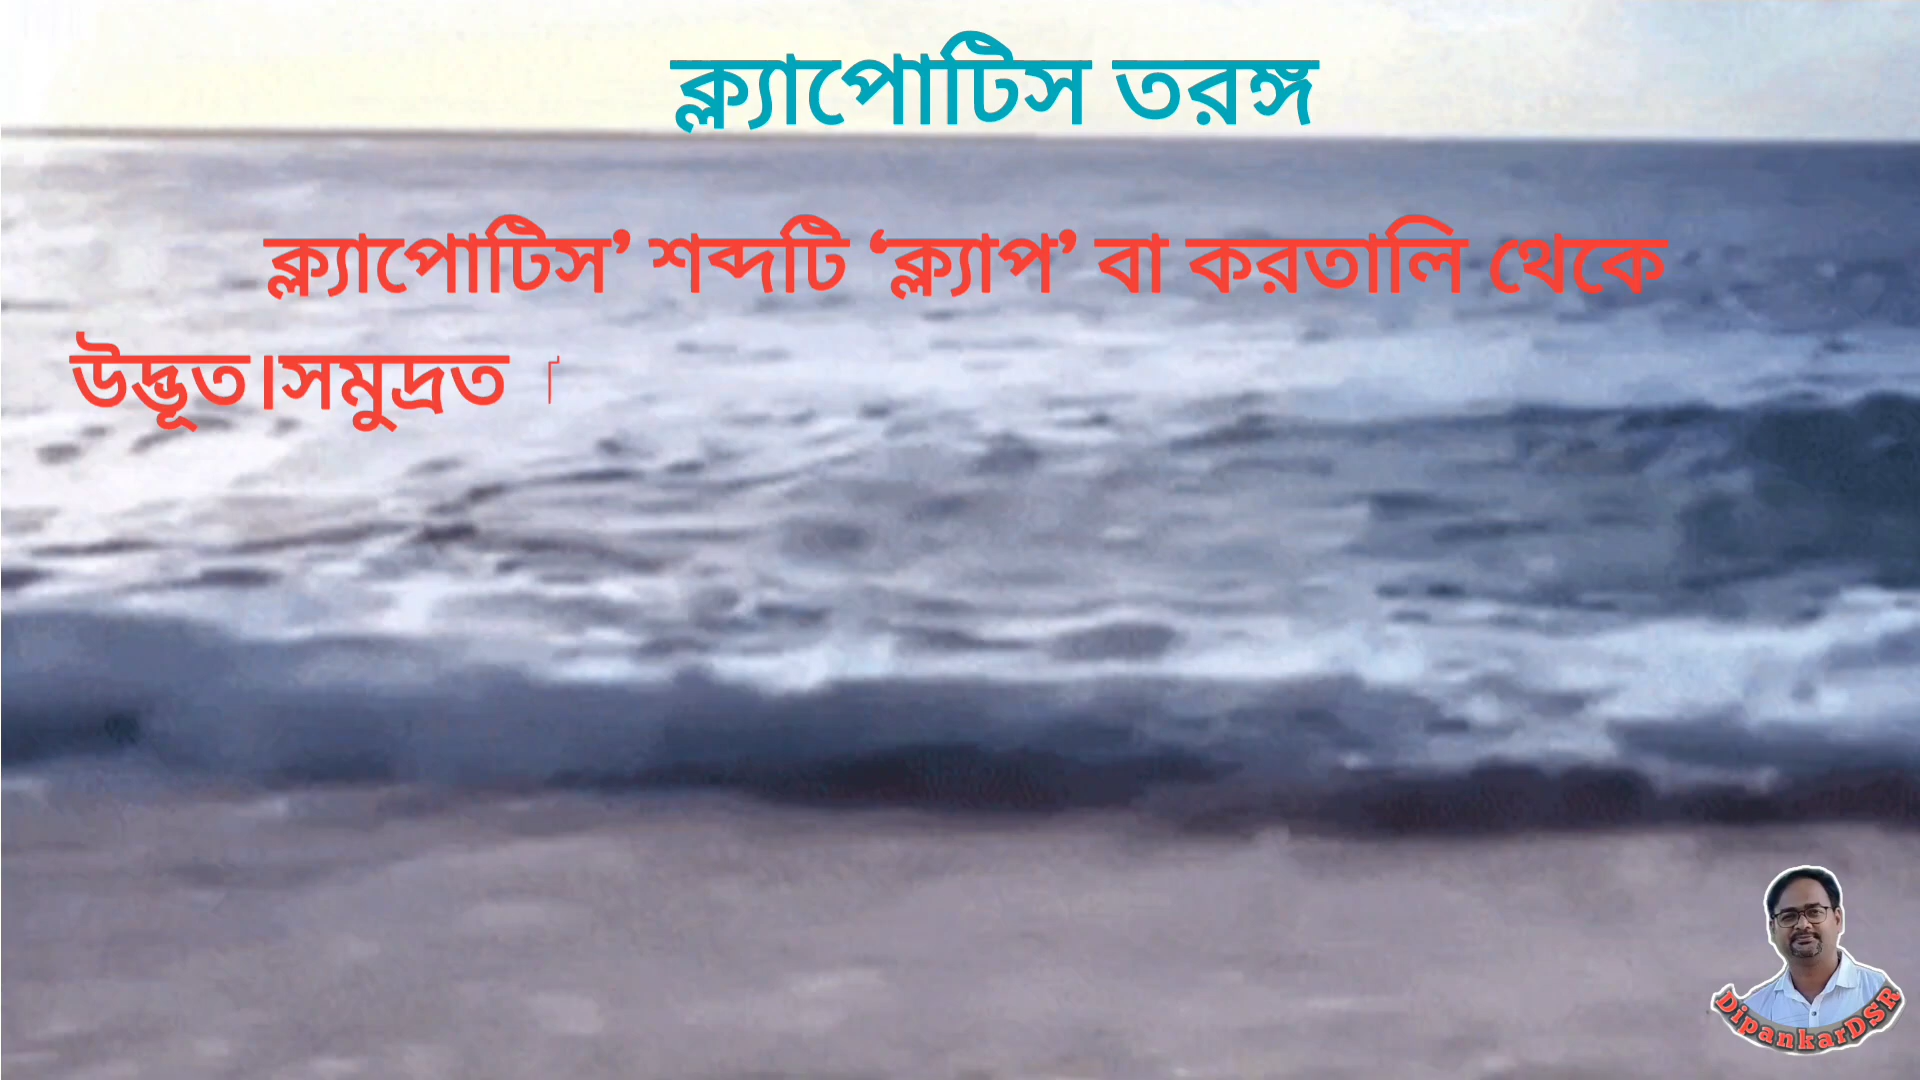 ক্ল্যাপোটিস তরঙ্গ
ক্ল্যাপোটিস’ শব্দটি ‘ক্ল্যাপ’ বা করতালি থেকে
উদ্ভূত।সমুদ্রত
DipankarDSR